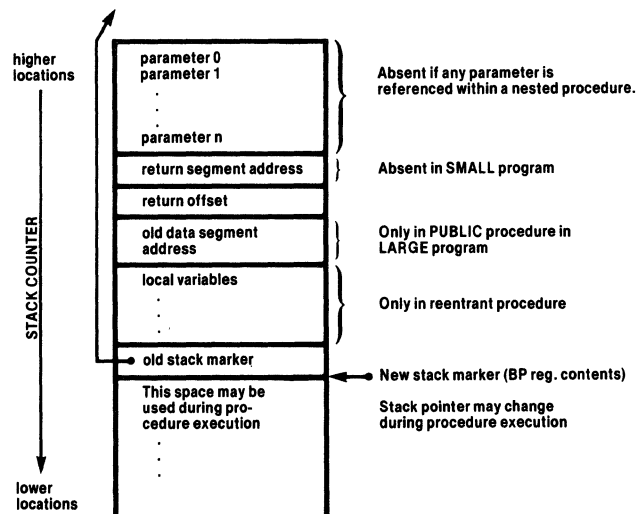 higher
locations
STACK COUNTER
lower
locations
parameter 0
parameter 1
.
.
.
parameter n
return segment address
return offset
old data segment
address
local variables
.
.
.
old stack marker
This space may be
used during pro-
cedure execution
.
.
.
Absent if any parameter is
referenced within a nested procedure.
Absent in SMALL program
Only in PUBLIC procedure in
LARGE program
Only in reentrant procedure
New stack marker (BP reg. contents)
Stack pointer may change
during procedure execution